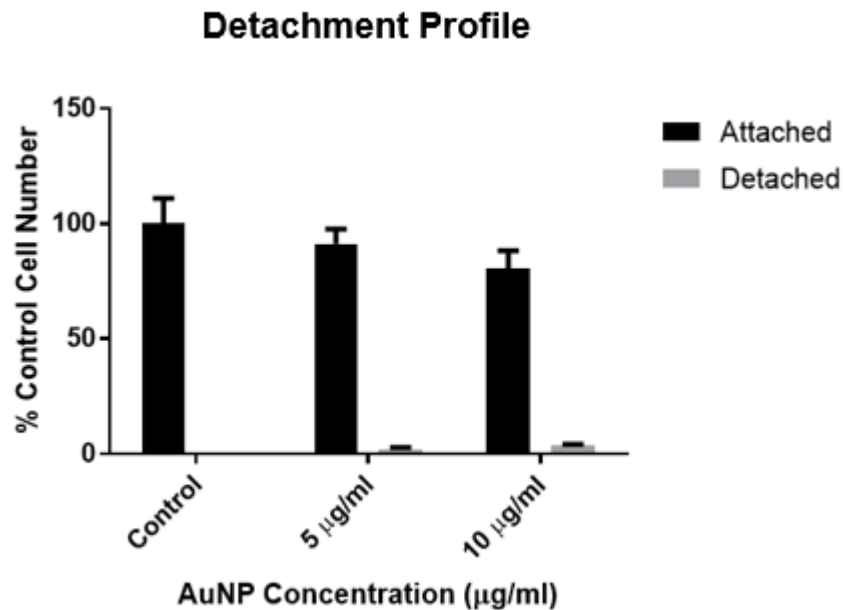 Detachment Profile
150
100
50
0
% Control Cell Number
Control
5 μg/ml
10 μg/ml
AuNP Concentration (μg/ml)
Attached
Detached